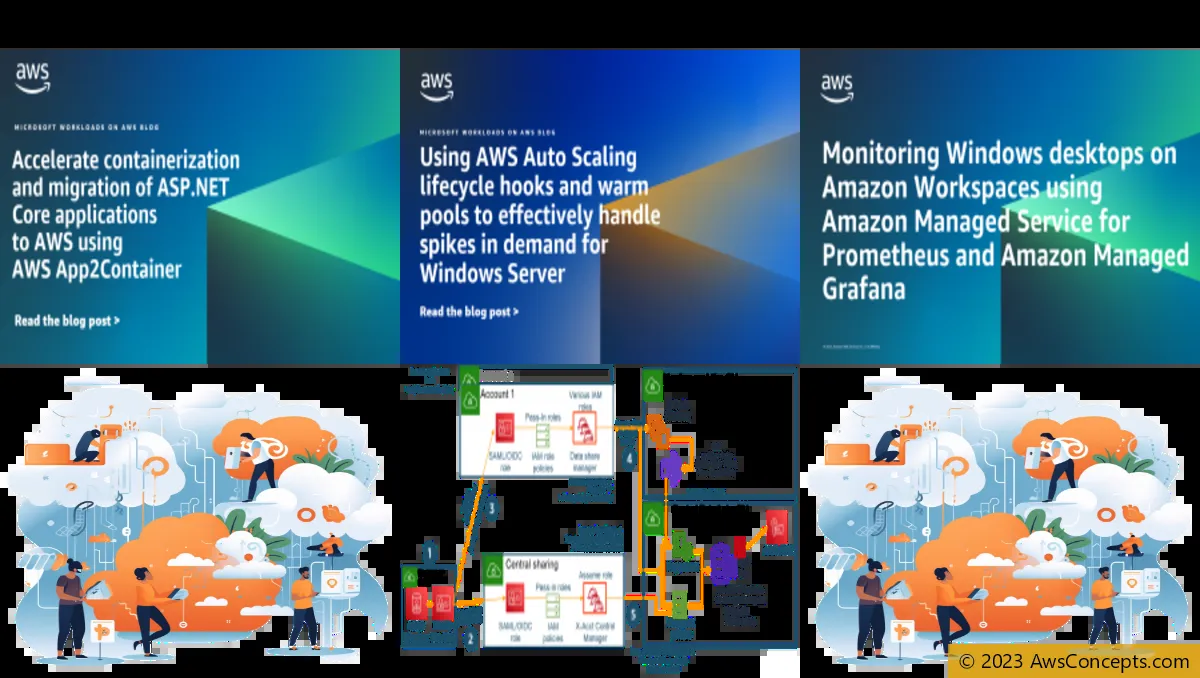 aws
MICROSOFT WORKLOADS ON AWS BLOG
Accelerate containerization
and migration of ASP.NET
Core applications
to AWS using
AWS App2Container
Read the blog post >
aws
MICROSOFT WORKLOADS ON AWS BLOG
Using AWS Auto Scaling
lifecycle hooks and warm
pools to effectively handle
spikes in demand for
Windows Server
Read the blog post >
aws
Monitoring Windows desktops on
Amazon Workspaces using
Amazon Managed Service for
Prometheus and Amazon Managed
Grafana
Account 1
Various IAM
roles
Pass-in roles
SAML/OIDC
role
IAM role
policies
Data share
manager
4
3
1
Central sharing
Assume role
Pass-in roles
SAML/OIDC
role
IAM
policies
X-Acct Central
Manager
2
5
© 2023 AwsConcepts.com